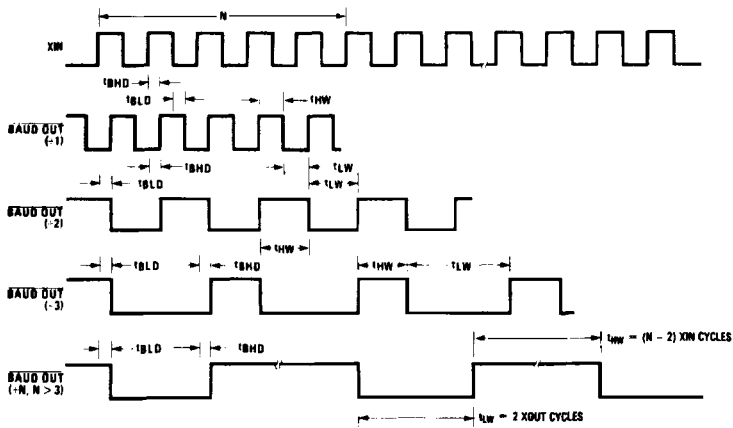 N
XIN
tBHD
tBLD
tHW
BAUD OUT
(÷1)
tBHD
tLW
tBLD
tLW
BAUD OUT
(÷2)
tHW
tBLD
tBHD
tHW
tLW
BAUD OUT
(÷3)
tBLD
tBHD
tHW = (N – 2) XIN CYCLES
BAUD OUT
(÷N, N > 3)
tLW = 2 XOUT CYCLES